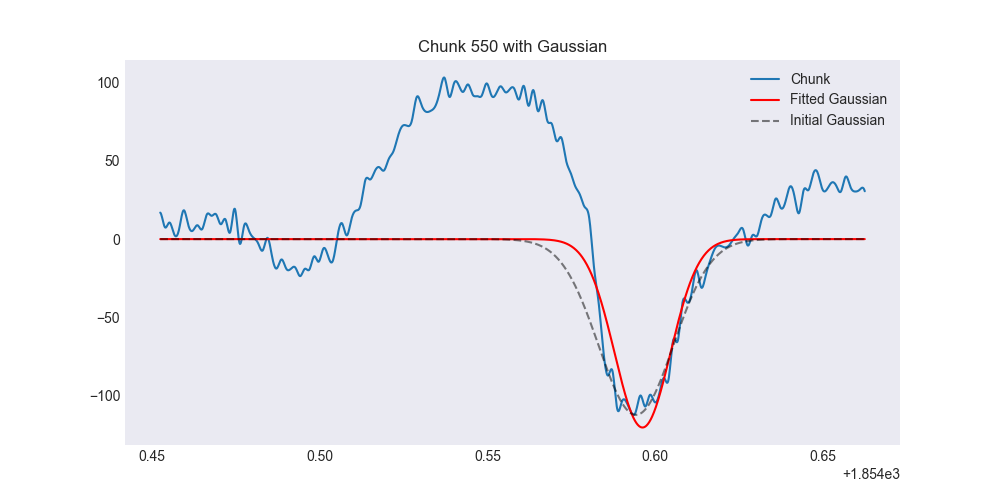 Chunk 550 with Gaussian
Chunk
Fitted Gaussian
Initial Gaussian
100
50
0
−50
−100
0.45 0.50 0.55 0.60 0.65
+1.854e3